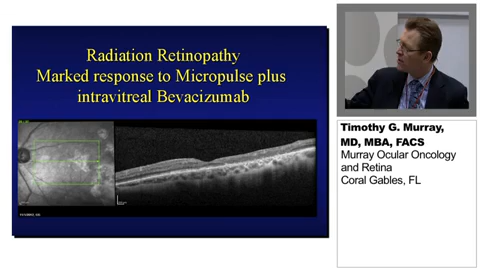 Radiation Retinopathy
Marked response to Micropulse plus
intravitreal Bevacizumab
Timothy G. Murray,
MD, MBA, FACS
Murray Ocular Oncology
and Retina
Coral Gables, FL